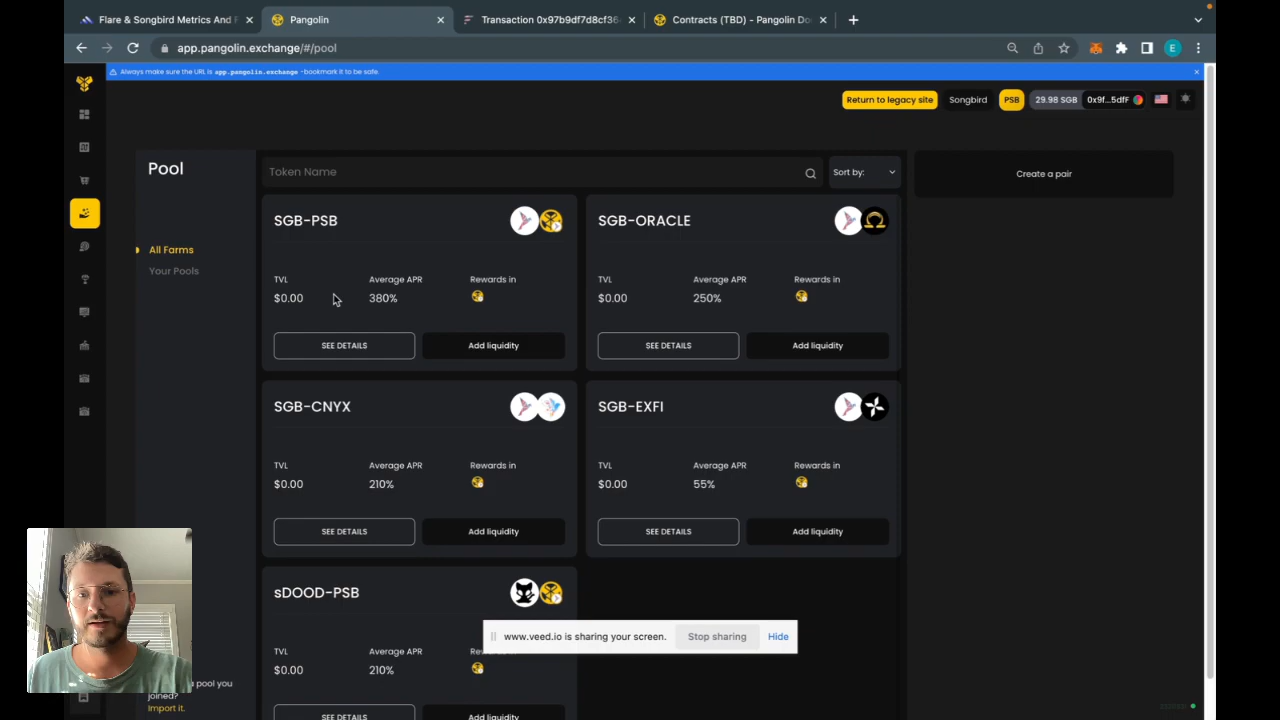 Flare & Songbird Metrics And F
Pangolin
Transaction 0x97b9df7d8cf36
Contracts (TBD) - Pangolin Do
app.pangolin.exchange/#/pool
E
Always make sure the URL is app.pangolin.exchange - bookmark it to be safe.
Return to legacy site
Songbird
PSB
29.98 SGB
0x9f...5dfF
Pool
Token Name
Sort by:
Create a pair
All Farms
Your Pools
SGB-PSB
TVL
Average APR
Rewards in
$0.00
380%
SEE DETAILS
Add liquidity
SGB-ORACLE
TVL
Average APR
Rewards in
$0.00
250%
SEE DETAILS
Add liquidity
SGB-CNYX
TVL
Average APR
Rewards in
$0.00
210%
SEE DETAILS
Add liquidity
SGB-EXFI
TVL
Average APR
Rewards in
$0.00
55%
SEE DETAILS
Add liquidity
sDOOD-PSB
TVL
Average APR
$0.00
210%
SEE DETAILS
Add liquidity
www.veed.io is sharing your screen.
Stop sharing
Hide
a pool you
joined?
Import it.